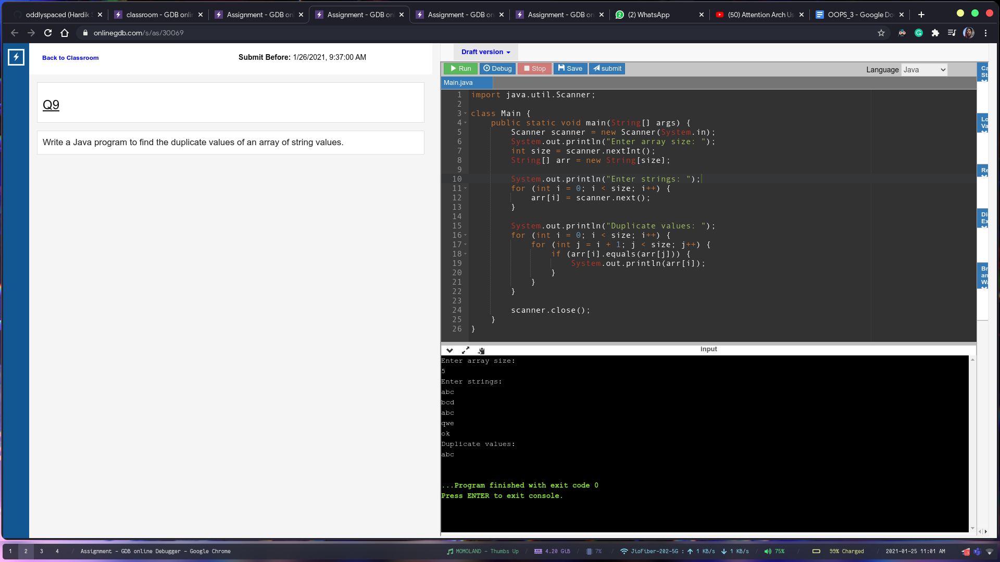 oddlyspaced (Hardik
classroom - GDB onlin
Assignment - GDB on
Assignment - GDB on
Assignment - GDB on
Assignment - GDB on
(2) WhatsApp
(50) Attention Arch Us
OOPS_3 - Google Do
onlinegdb.com/s/as/30069
Back to Classroom
Submit Before: 1/26/2021, 9:37:00 AM
Q9
Write a Java program to find the duplicate values of an array of string values.
Draft version
Run Debug Stop Save submit
Language Java
Main.java
1 import java.util.Scanner;
2
3 class Main {
4 public static void main(String[] args) {
5 Scanner scanner = new Scanner(System.in);
6 System.out.println("Enter array size: ");
7 int size = scanner.nextInt();
8 String[] arr = new String[size];
9
10 System.out.println("Enter strings: ");
11 for (int i = 0; i < size; i++) {
12 arr[i] = scanner.next();
13 }
14
15 System.out.println("Duplicate values: ");
16 for (int i = 0; i < size; i++) {
17 for (int j = i + 1; j < size; j++) {
18 if (arr[i].equals(arr[j])) {
19 System.out.println(arr[i]);
20 }
21 }
22 }
23
24 scanner.close();
25 }
26 }
Ca
St
Lo
Va
Re
Di
Ex
Br
an
Wa
input
Enter array size:
5
Enter strings:
abc
bcd
abc
qwe
ok
Duplicate values:
abc
...Program finished with exit code 0
Press ENTER to exit console.
1 2 3 4 / Assignment - GDB online Debugger - Google Chrome
MOMOLAND - Thumbs Up / 4.20 GiB / 7% / JioFiber-202-5G : 1 KB/s 1 KB/s / 75% / 99% Charged / 2021-01-25 11:01 AM